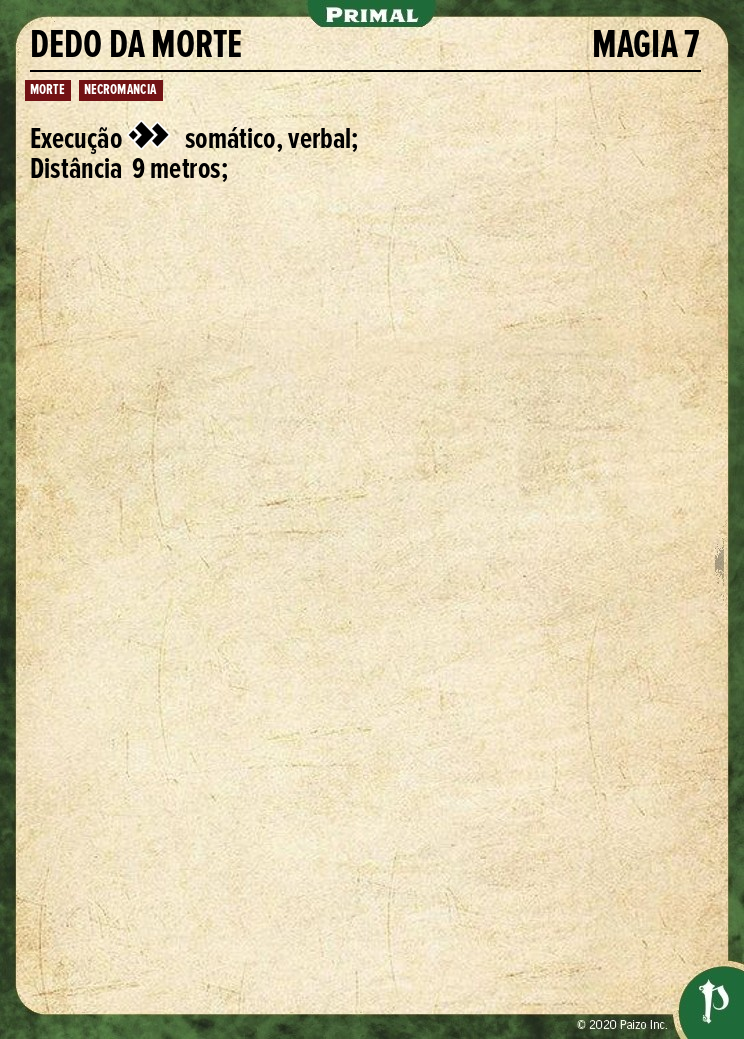 PRIMAL
DEDO DA MORTE MAGIA 7
MORTE NECROMANCIA
Execução somático, verbal;
Distância 9 metros;
© 2020 Paizo Inc.
P